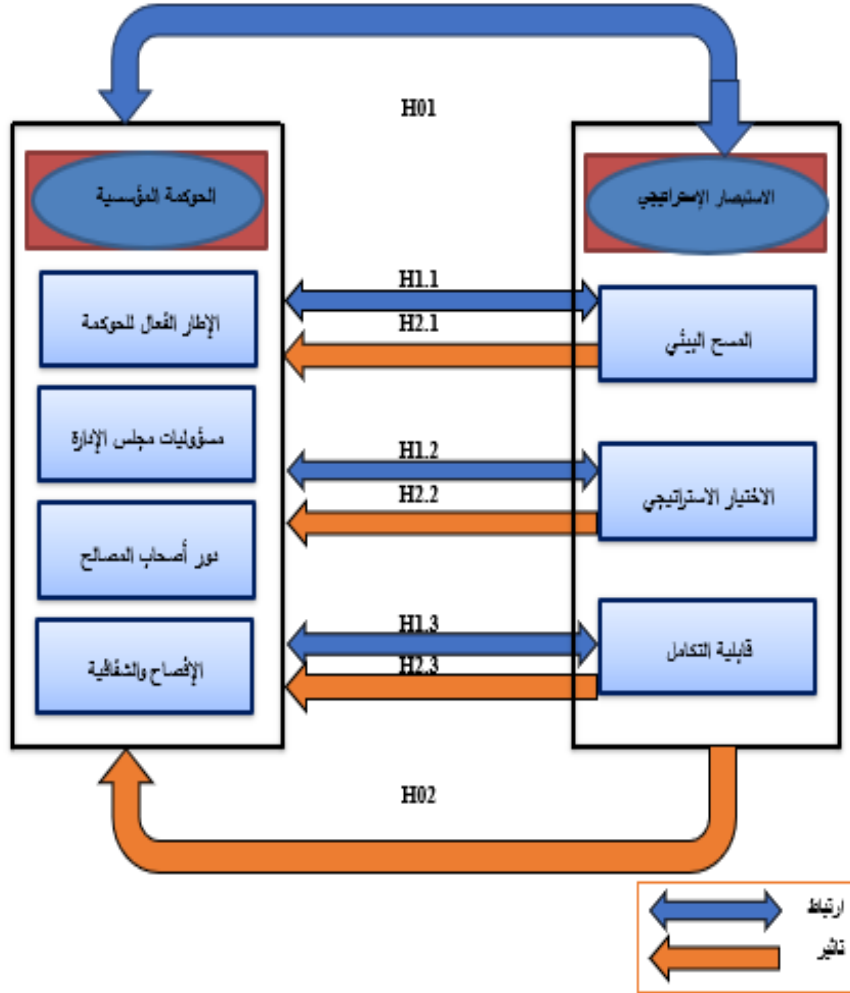 H01
الاستبصار الإستراتيجي
الحوكمة المؤسسية
المسح البيئي
الاختيار الاستراتيجي
قابلية التكامل
H1.1
H2.1
H1.2
H2.2
H1.3
H2.3
الإطار الفعال للحوكمة
مسؤوليات مجلس الإدارة
دور أصحاب المصالح
الإفصاح والشفافية
H02
ارتباط
تاثير